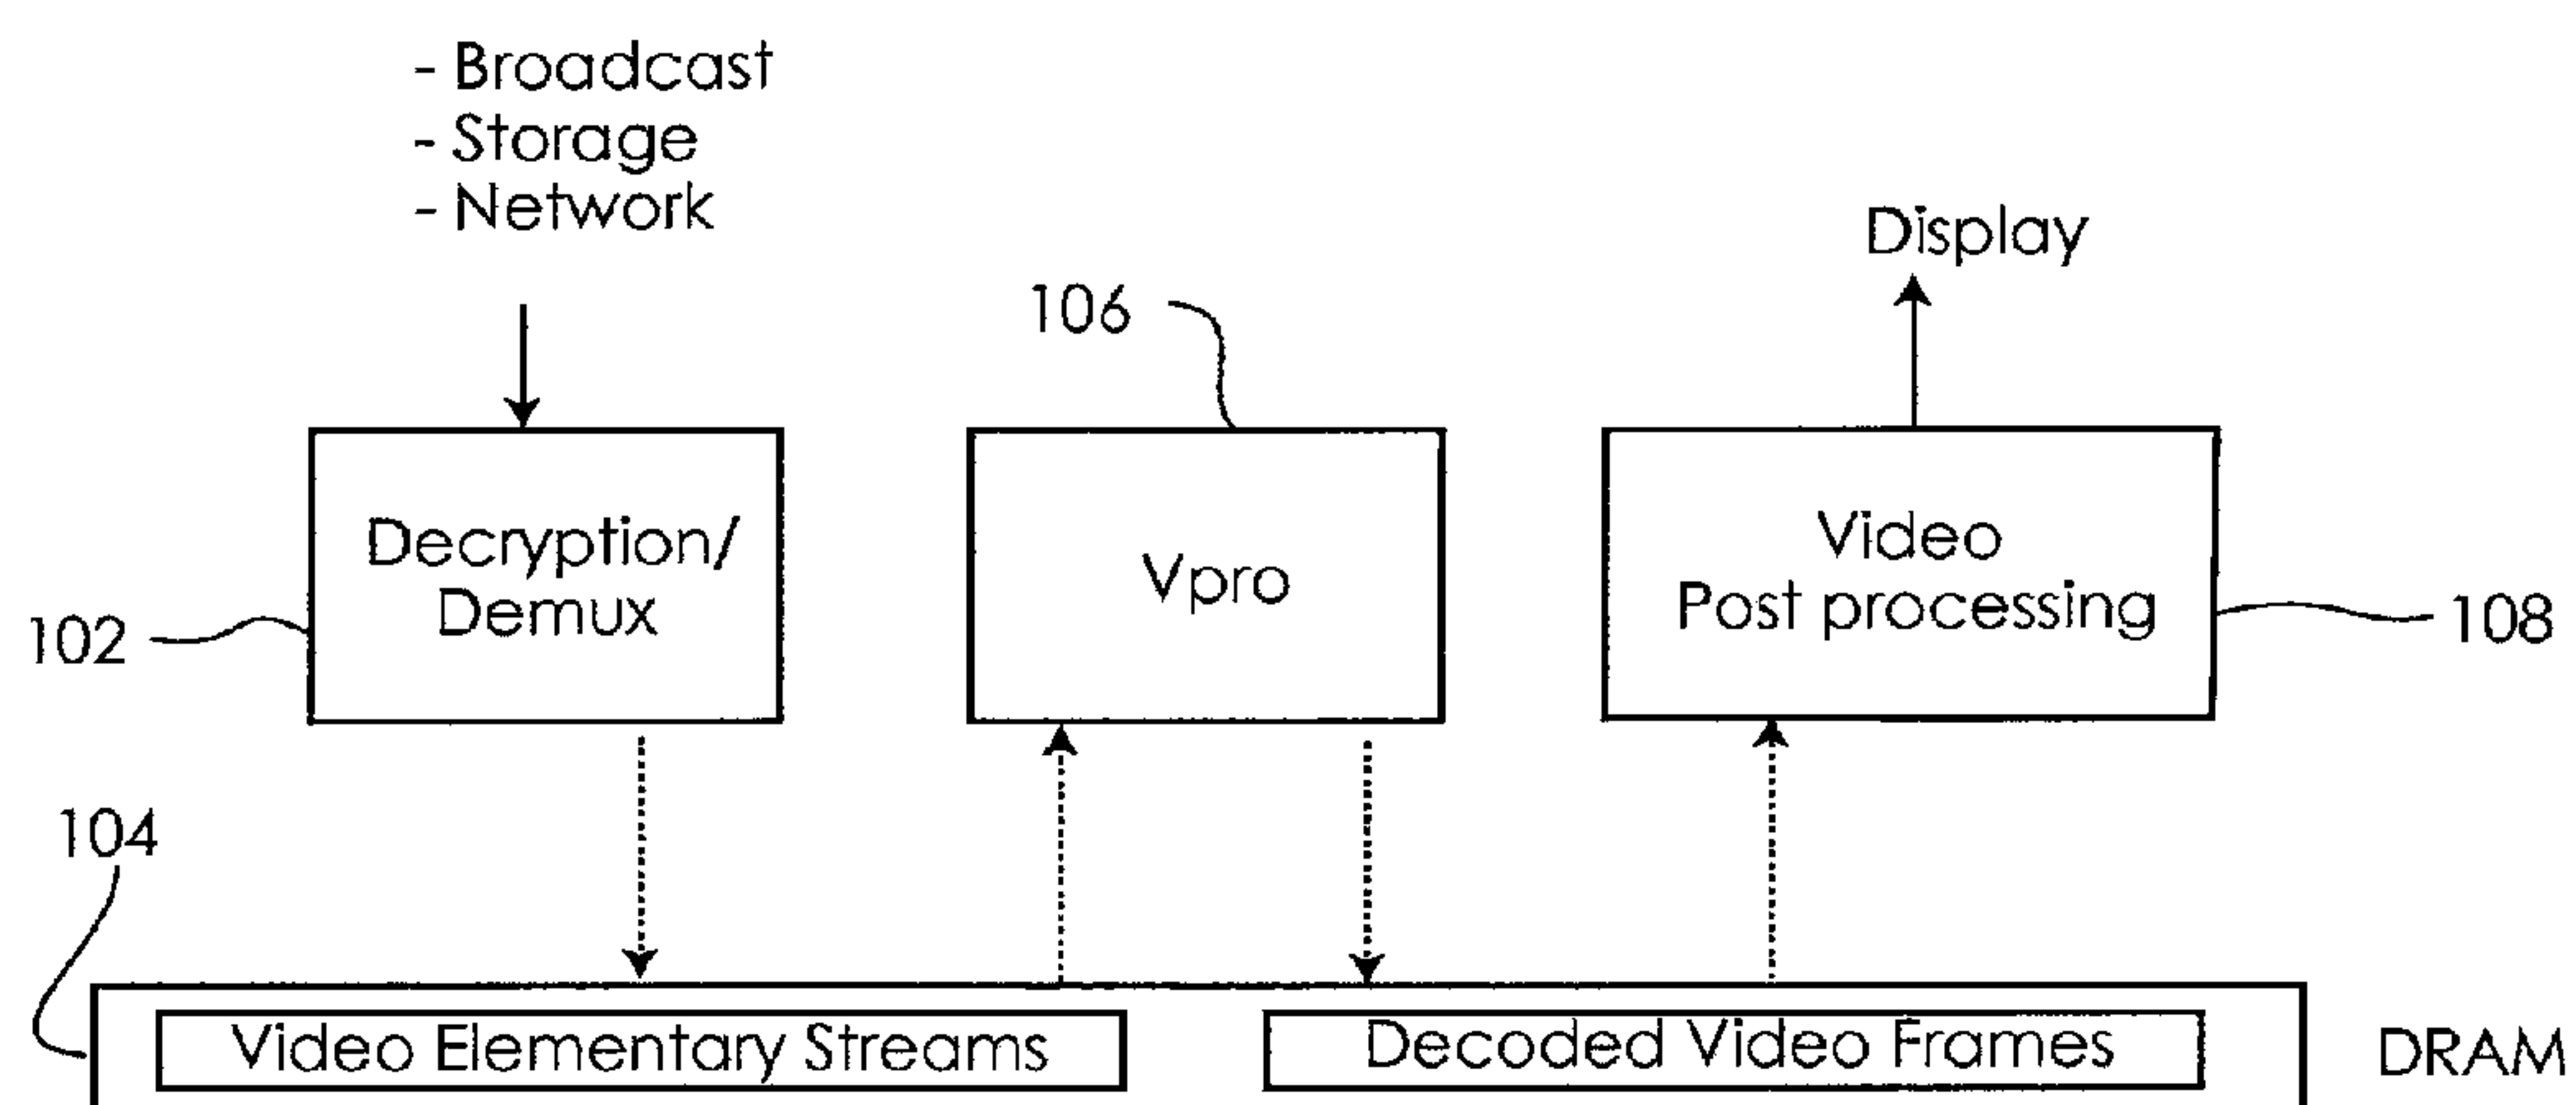 - Broadcast
- Storage
- Network
Display
106
Decryption/
Demux
Vpro
Video
Post processing
102
108
104
Video Elementary Streams
Decoded Video Frames
DRAM